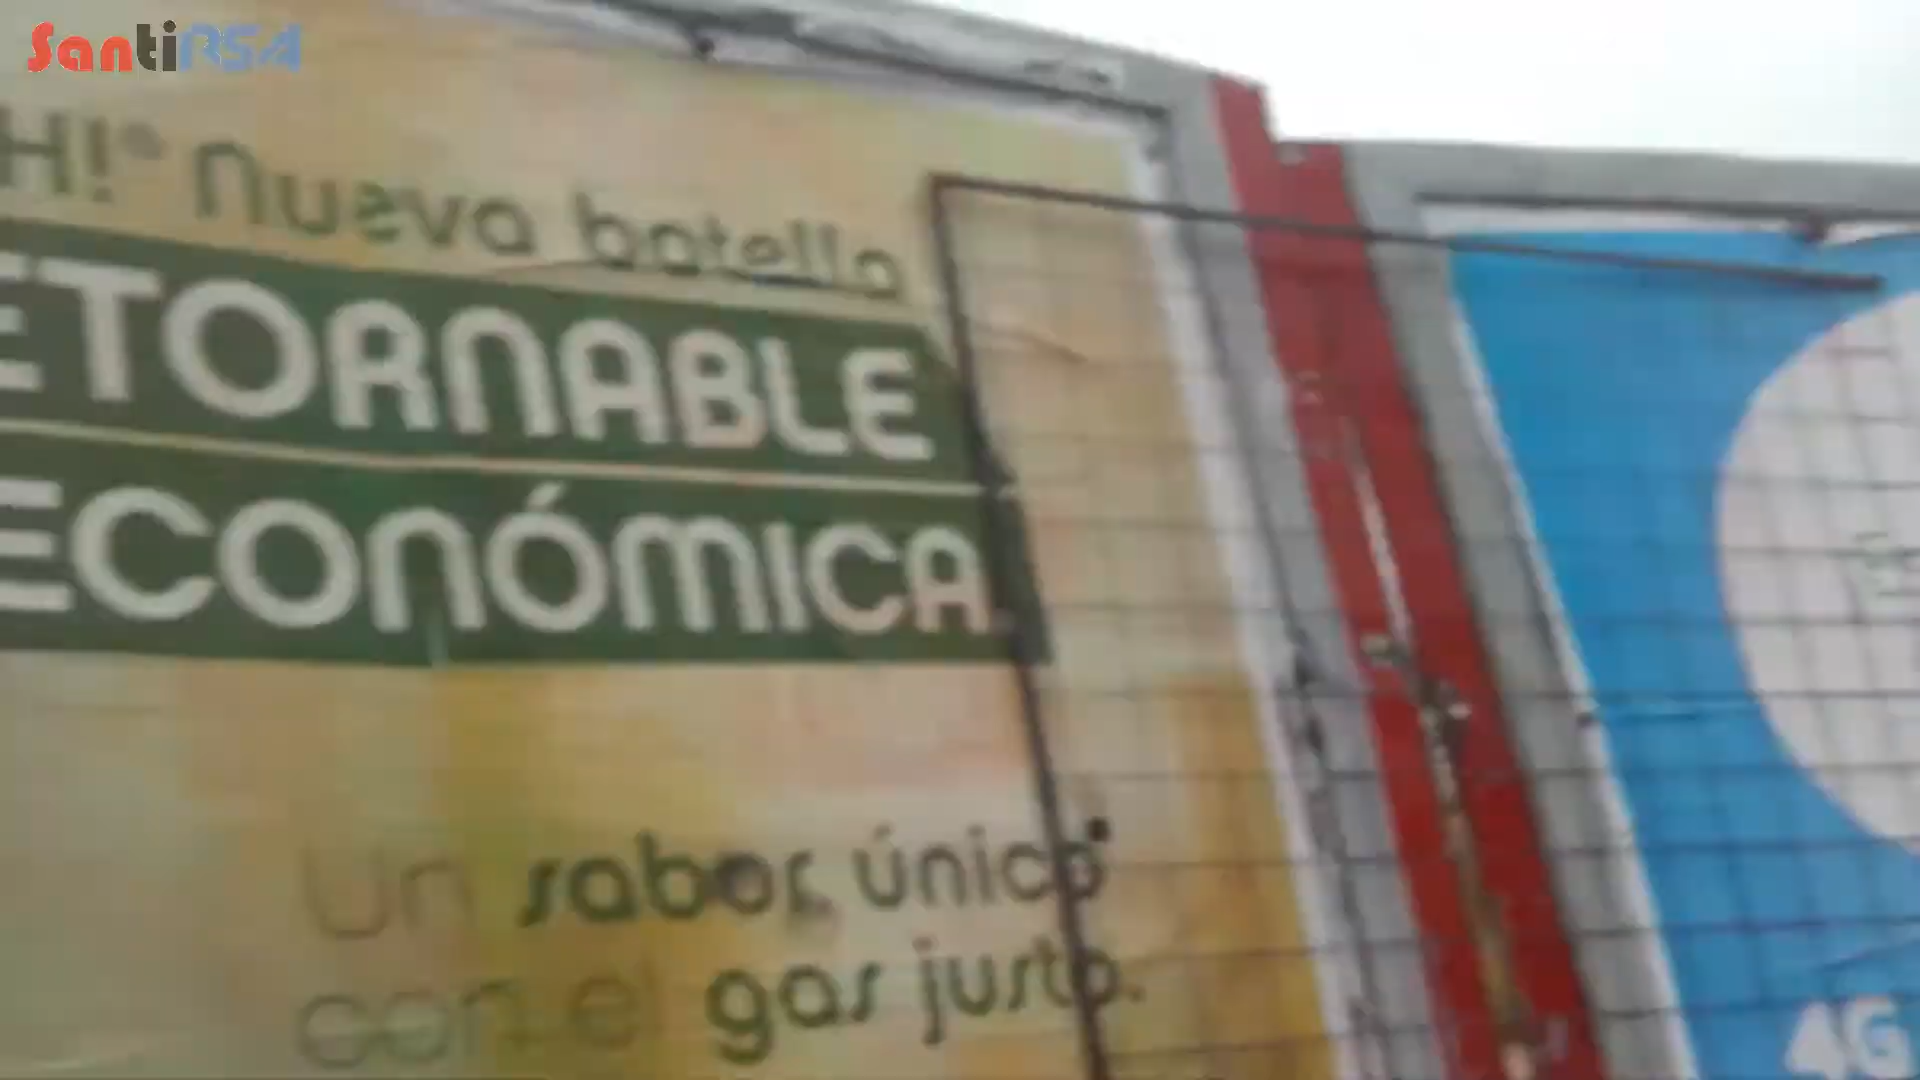 SantiRSA
H!® Nueva botella
ETORNABLE
ECONÓMICA
Un sabor único
con el gas justo.
4G